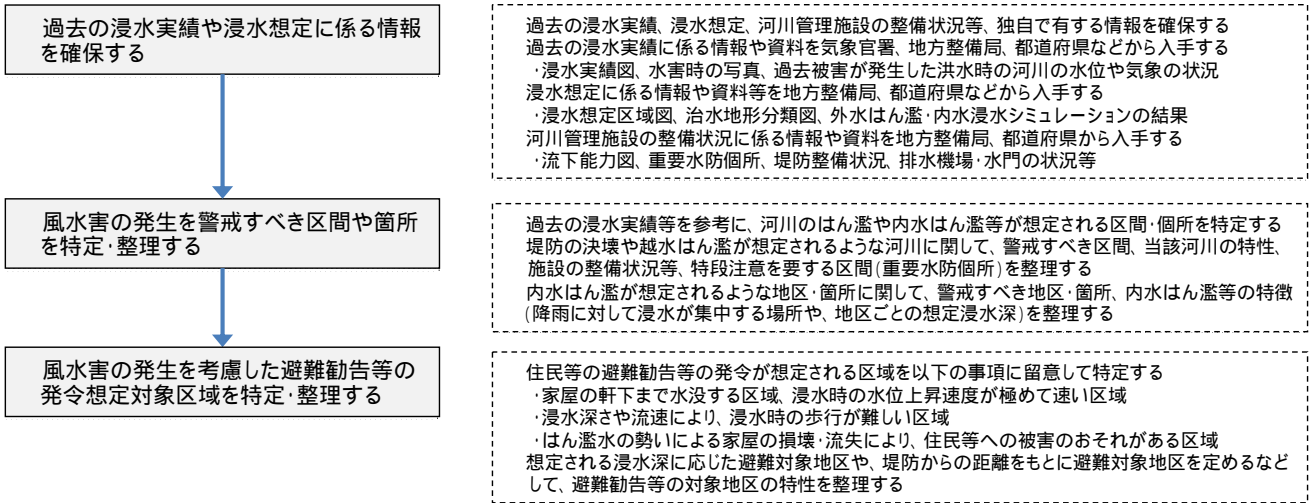 過去の浸水実績や浸水想定に係る情報
を確保する
過去の浸水実績、浸水想定、河川管理施設の整備状況等、独自で有する情報を確保する
過去の浸水実績に係る情報や資料を気象官署、地方整備局、都道府県などから入手する
・浸水実績図、水害時の写真、過去被害が発生した洪水時の河川の水位や気象の状況
浸水想定に係る情報や資料等を地方整備局、都道府県などから入手する
・浸水想定区域図、治水地形分類図、外水はん濫・内水浸水シミュレーションの結果
河川管理施設の整備状況に係る情報や資料を地方整備局、都道府県から入手する
・流下能力図、重要水防個所、堤防整備状況、排水機場・水門の状況等
風水害の発生を警戒すべき区間や箇所
を特定・整理する
過去の浸水実績等を参考に、河川のはん濫や内水はん濫等が想定される区間・個所を特定する
堤防の決壊や越水はん濫が想定されるような河川に関して、警戒すべき区間、当該河川の特性、
施設の整備状況等、特段注意を要する区間(重要水防個所)を整理する
内水はん濫が想定されるような地区・箇所に関して、警戒すべき地区・箇所、内水はん濫等の特徴
(降雨に対して浸水が集中する場所や、地区ごとの想定浸水深)を整理する
風水害の発生を考慮した避難勧告等の
発令想定対象区域を特定・整理する
住民等の避難勧告等の発令が想定される区域を以下の事項に留意して特定する
・家屋の軒下まで水没する区域、浸水時の水位上昇速度が極めて速い区域
・浸水深さや流速により、浸水時の歩行が難しい区域
・はん濫水の勢いによる家屋の損壊・流失により、住民等への被害のおそれがある区域
想定される浸水深に応じた避難対象地区や、堤防からの距離をもとに避難対象地区を定めるなど
して、避難勧告等の対象地区の特性を整理する